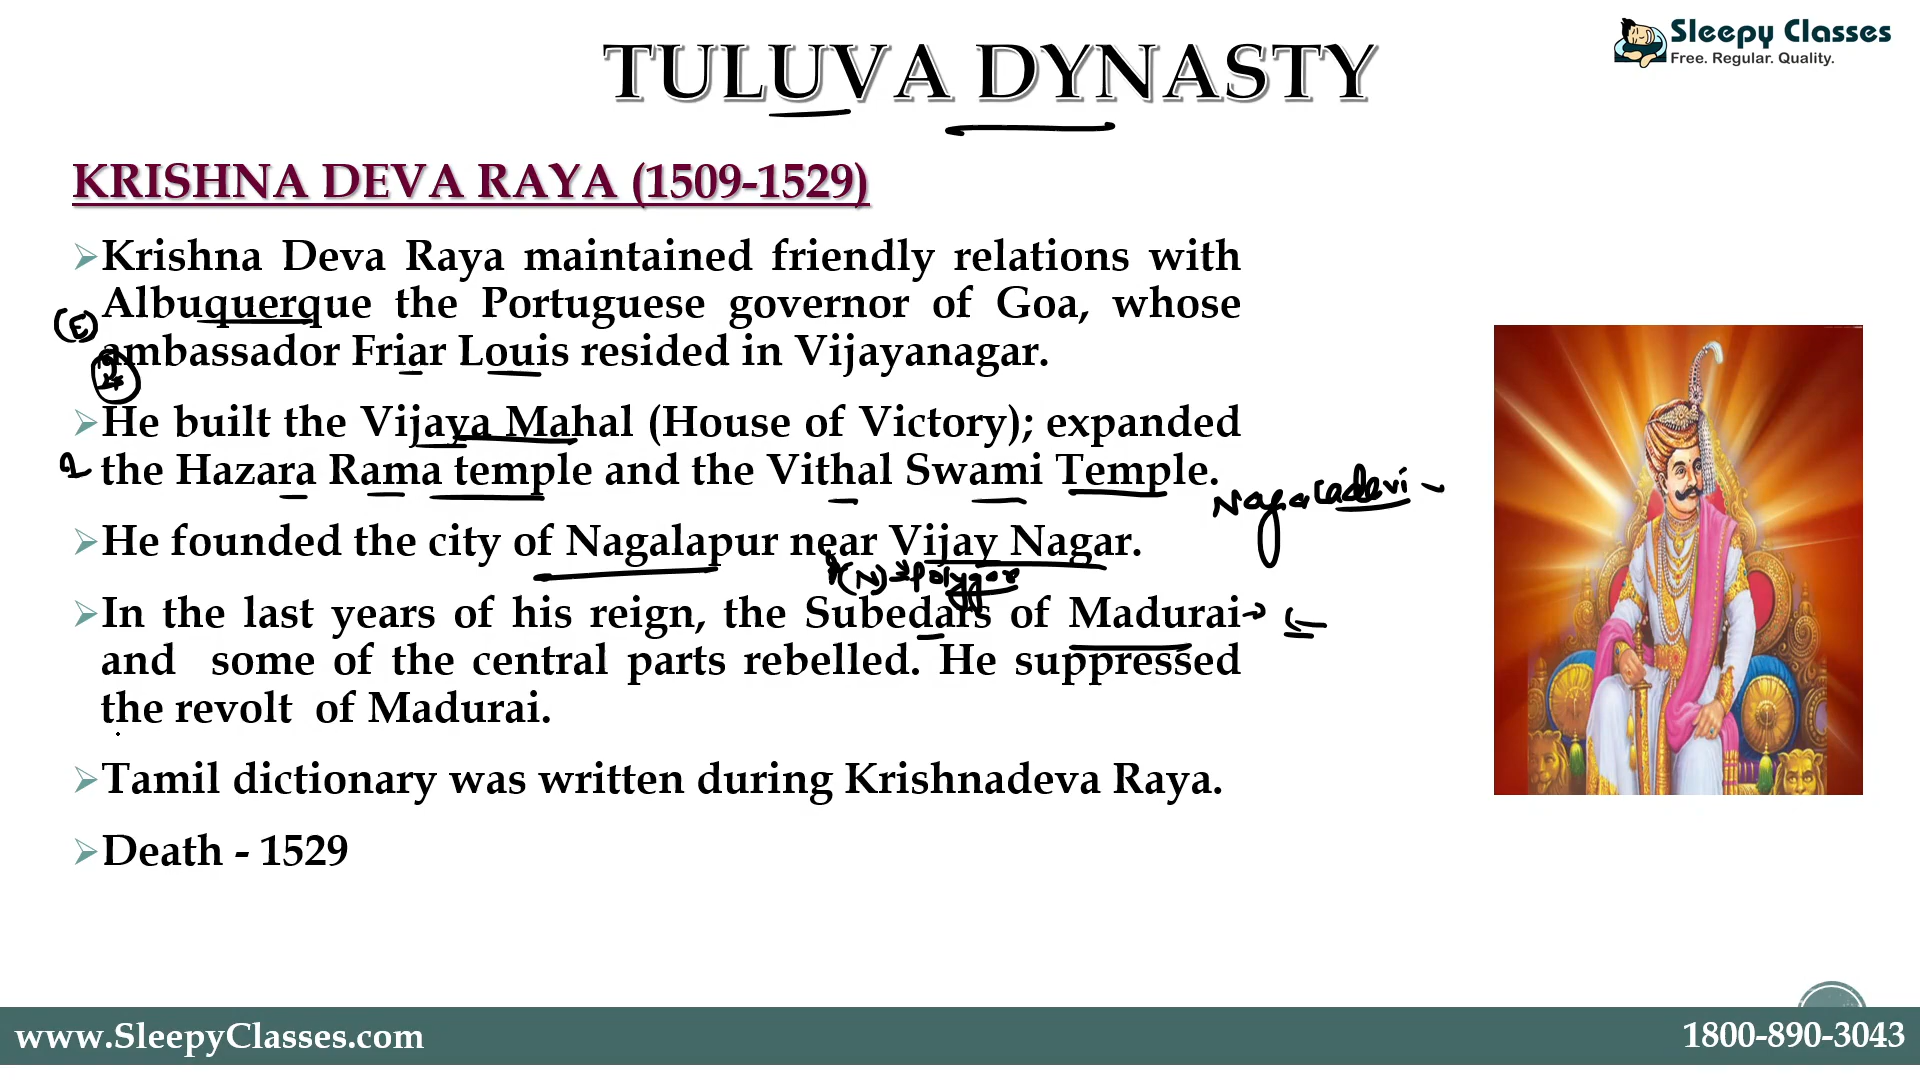 Sleepy Classes
Free. Regular. Quality.
TULUVA DYNASTY
KRISHNA DEVA RAYA (1509-1529)
Krishna Deva Raya maintained friendly relations with
Albuquerque the Portuguese governor of Goa, whose
(E)
ambassador Friar Louis resided in Vijayanagar.
He built the Vijaya Mahal (House of Victory); expanded
the Hazara Rama temple and the Vithal Swami Temple.
Nagaladevi
He founded the city of Nagalapur near Vijay Nagar.
(N) polygar
In the last years of his reign, the Subedars of Madurai
and some of the central parts rebelled. He suppressed
the revolt of Madurai.
Tamil dictionary was written during Krishnadeva Raya.
Death - 1529
www.SleepyClasses.com
1800-890-3043